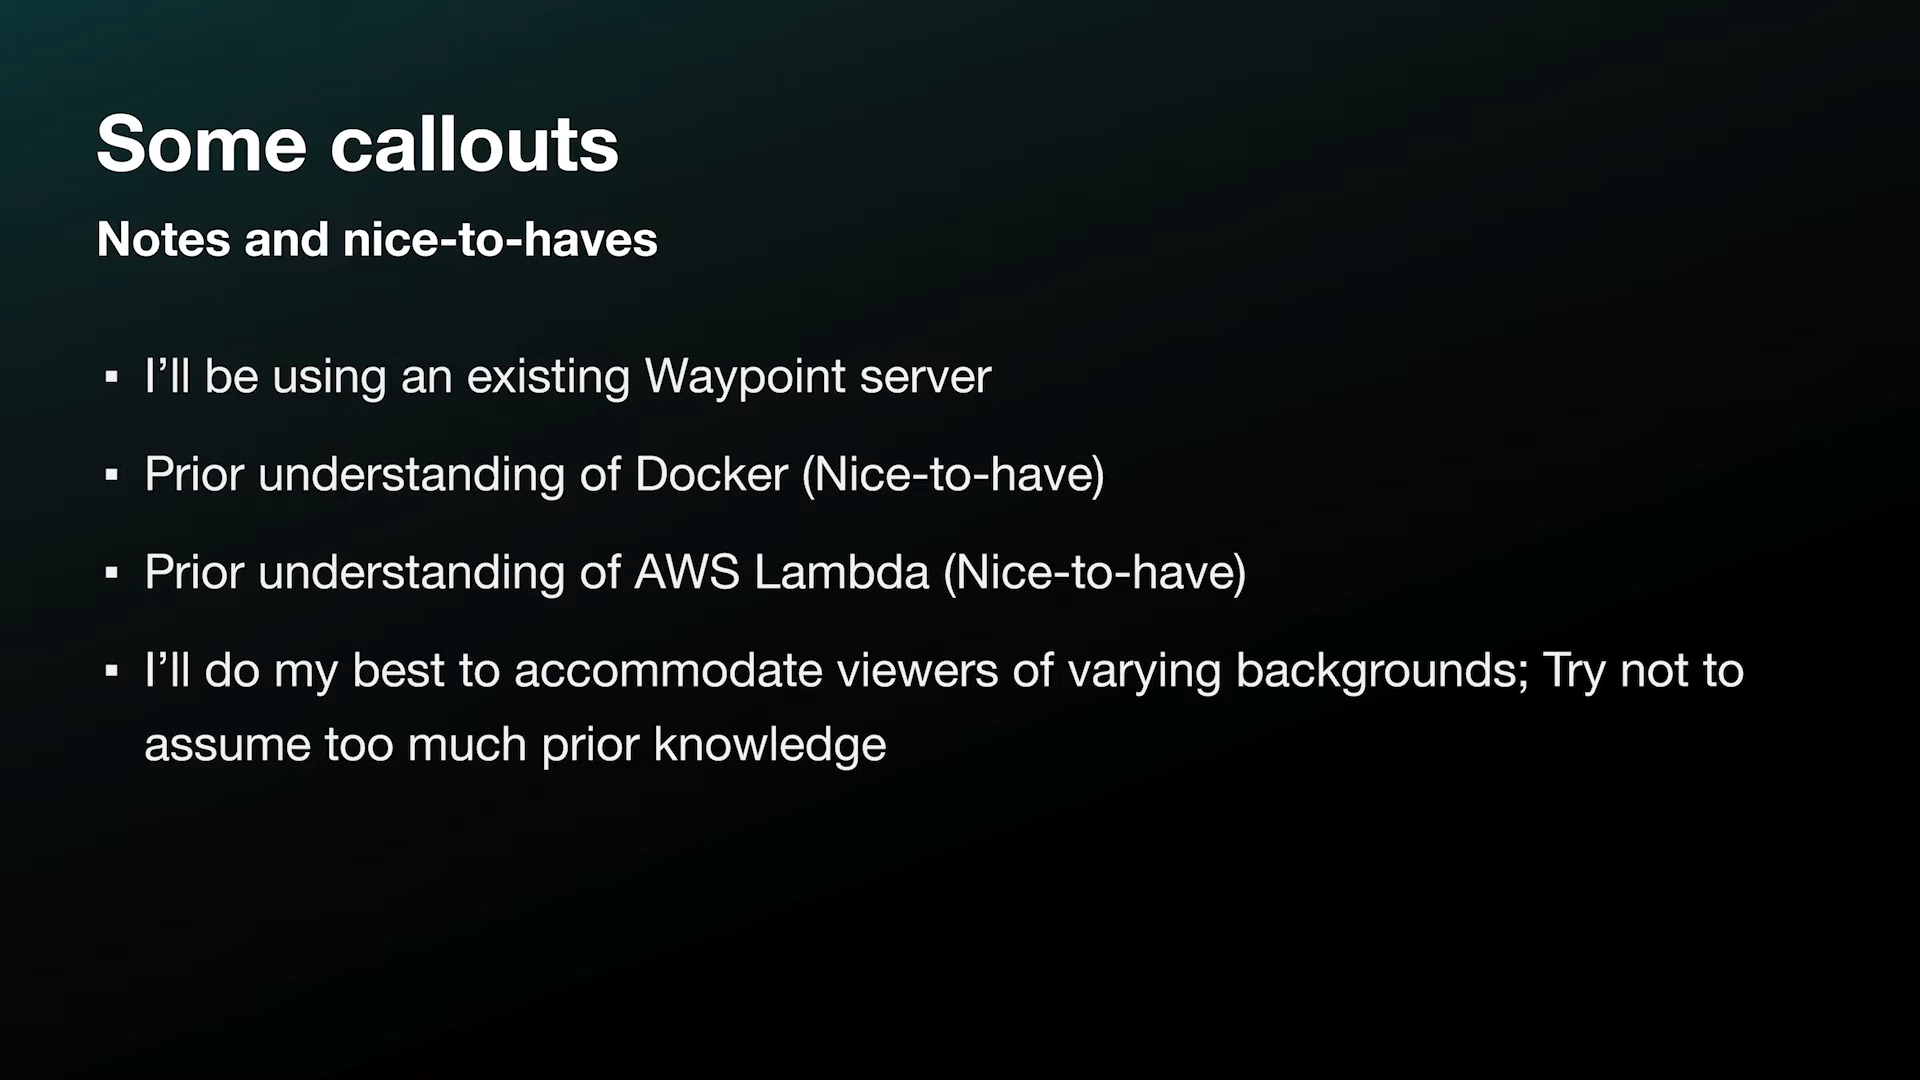 Some callouts
Notes and nice-to-haves
▪ I’ll be using an existing Waypoint server
▪ Prior understanding of Docker (Nice-to-have)
▪ Prior understanding of AWS Lambda (Nice-to-have)
▪ I’ll do my best to accommodate viewers of varying backgrounds; Try not to
assume too much prior knowledge